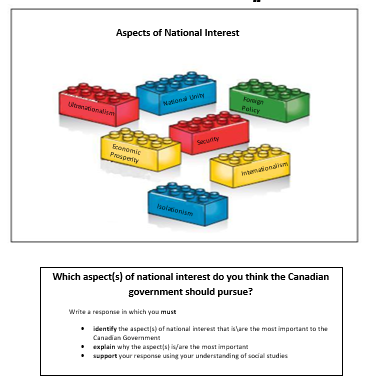 Aspects of National Interest
Ultranationalism
National Unity
Foreign
Policy
Economic
Prosperity
Security
Internationalism
Isolationism
Which aspect(s) of national interest do you think the Canadian
government should pursue?
Write a response in which you must
• identify the aspect(s) of national interest that is\are the most important to the
Canadian Government
• explain why the aspect(s) is/are the most important
• support your response using your understanding of social studies